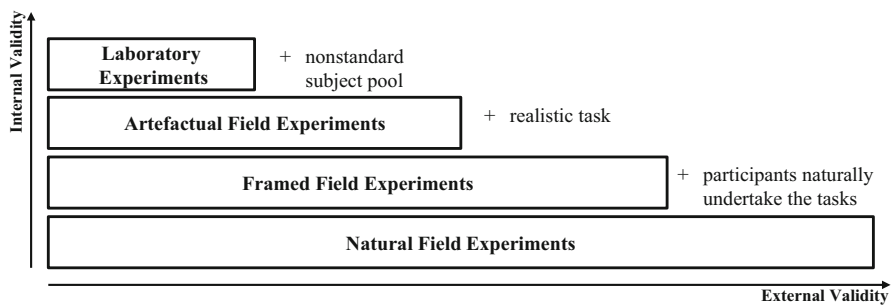 Internal Validity
Laboratory
Experiments
+ nonstandard
subject pool
Artefactual Field Experiments
+ realistic task
Framed Field Experiments
+ participants naturally
undertake the tasks
Natural Field Experiments
External Validity